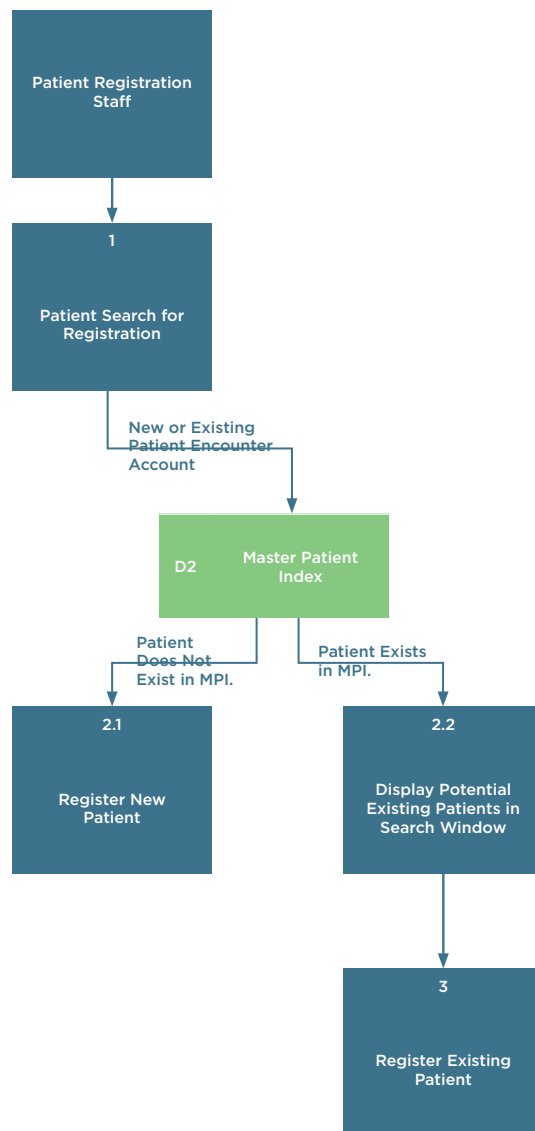 Patient Registration
Staff
1
Patient Search for
Registration
New or Existing
Patient Encounter
Account
D2
Master Patient
Index
Patient
Does Not
Exist in MPI.
Patient Exists
in MPI.
2.1
Register New
Patient
2.2
Display Potential
Existing Patients in
Search Window
3
Register Existing
Patient